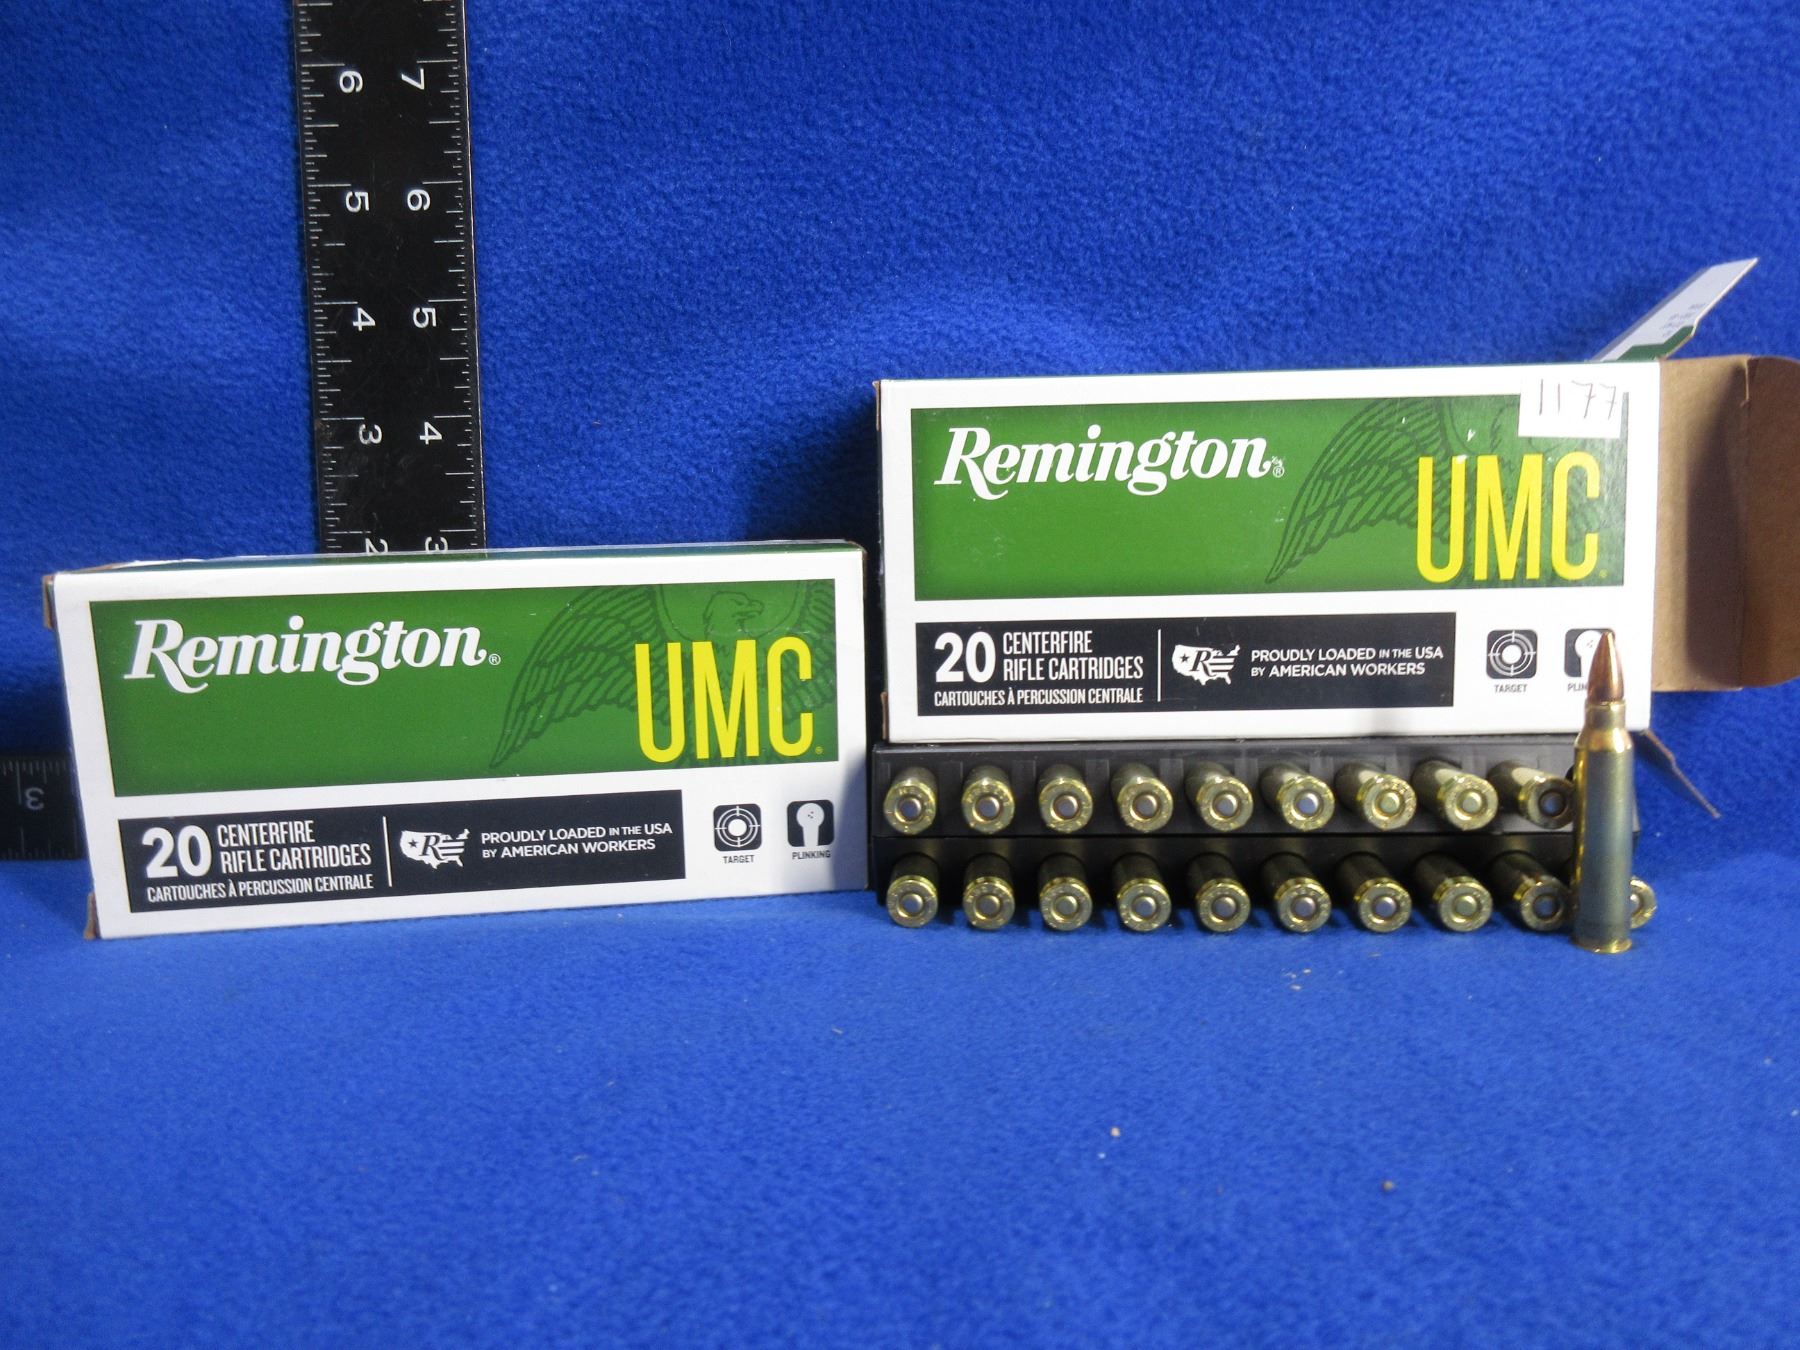 6 7
5 6
4 5
3 4
2 3
3
Remington®
UMC®
20 CENTERFIRE
RIFLE CARTRIDGES
CARTOUCHES À PERCUSSION CENTRALE
R
PROUDLY LOADED IN THE USA
BY AMERICAN WORKERS
TARGET
PLINKING
1177
Remington®
UMC®
20 CENTERFIRE
RIFLE CARTRIDGES
CARTOUCHES À PERCUSSION CENTRALE
R
PROUDLY LOADED IN THE USA
BY AMERICAN WORKERS
TARGET
PLIN